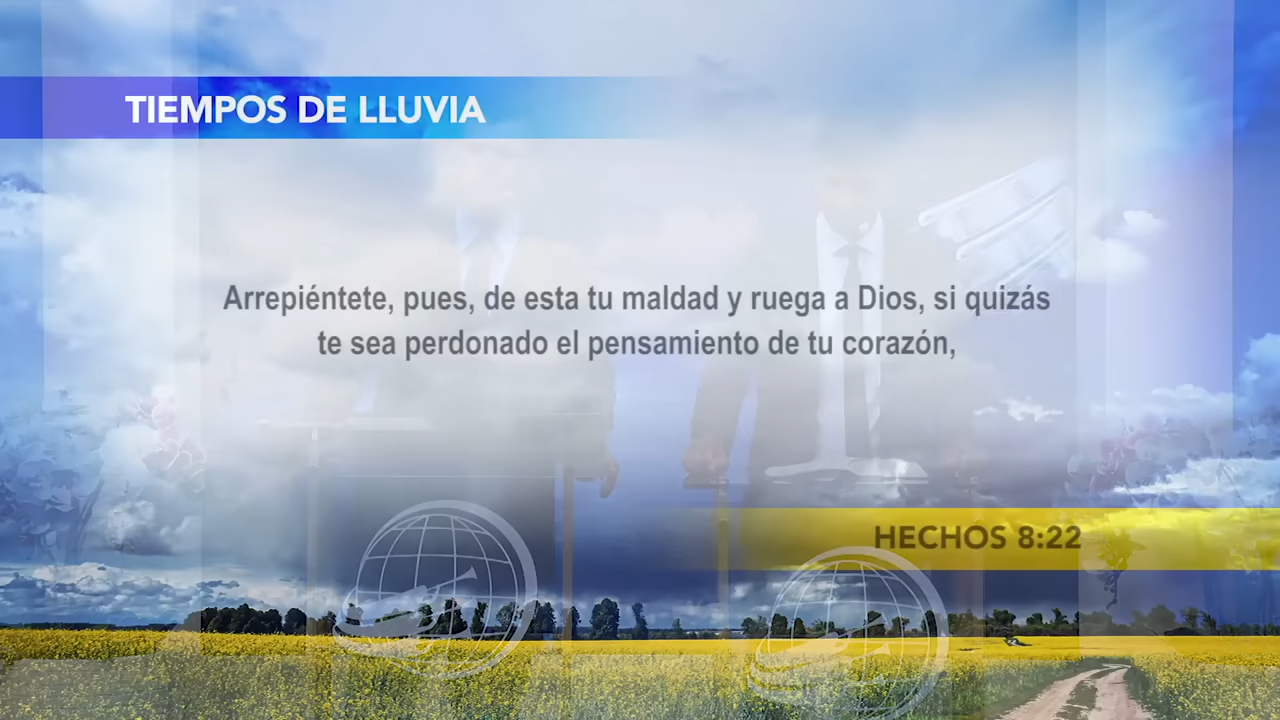 TIEMPOS DE LLUVIA
Arrepiéntete, pues, de esta tu maldad y ruega a Dios, si quizás
te sea perdonado el pensamiento de tu corazón,
HECHOS 8:22